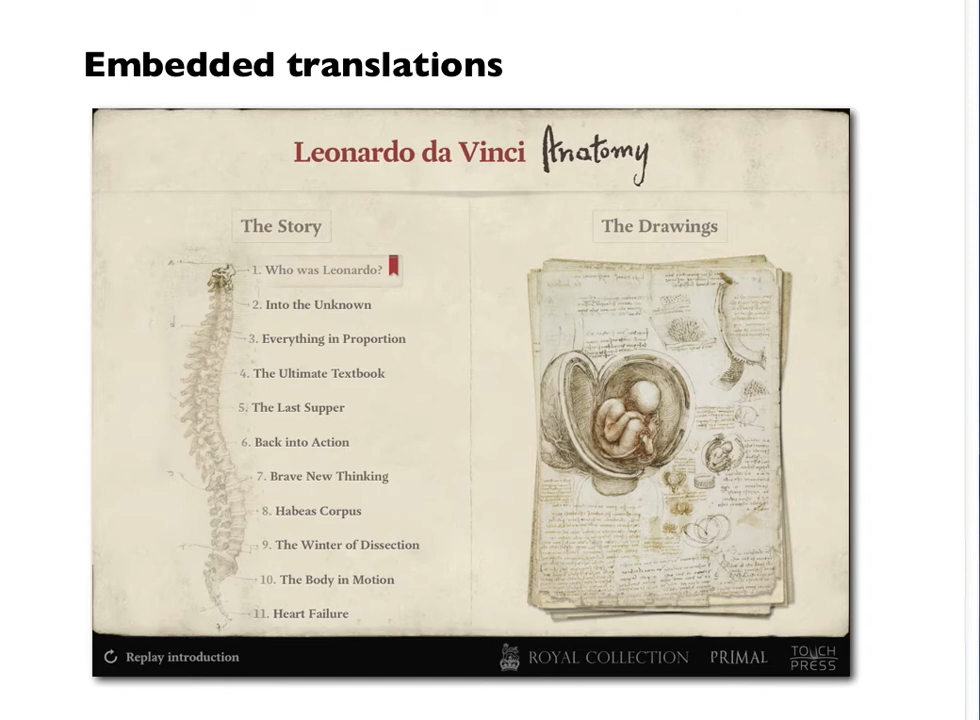 Embedded translations
Leonardo da Vinci Anatomy
The Story
1. Who was Leonardo?
2. Into the Unknown
3. Everything in Proportion
4. The Ultimate Textbook
5. The Last Supper
6. Back into Action
7. Brave New Thinking
8. Habeas Corpus
9. The Winter of Dissection
10. The Body in Motion
11. Heart Failure
The Drawings
Replay introduction
ROYAL COLLECTION
PRIMAL
TOUCH
PRESS